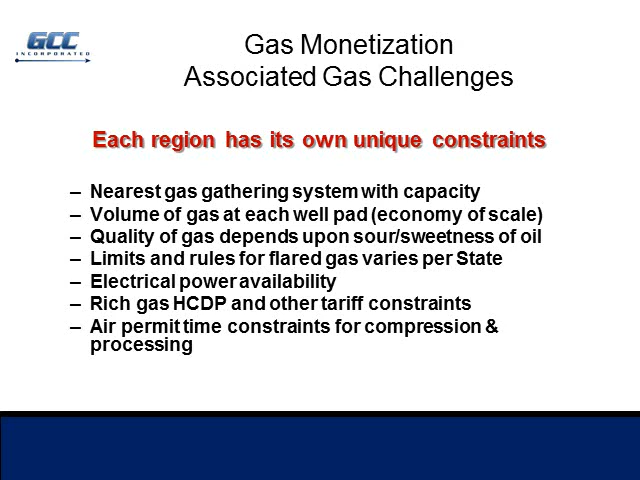 GCC
INCORPORATED
Gas Monetization
Associated Gas Challenges
Each region has its own unique constraints
– Nearest gas gathering system with capacity
– Volume of gas at each well pad (economy of scale)
– Quality of gas depends upon sour/sweetness of oil
– Limits and rules for flared gas varies per State
– Electrical power availability
– Rich gas HCDP and other tariff constraints
– Air permit time constraints for compression &
processing